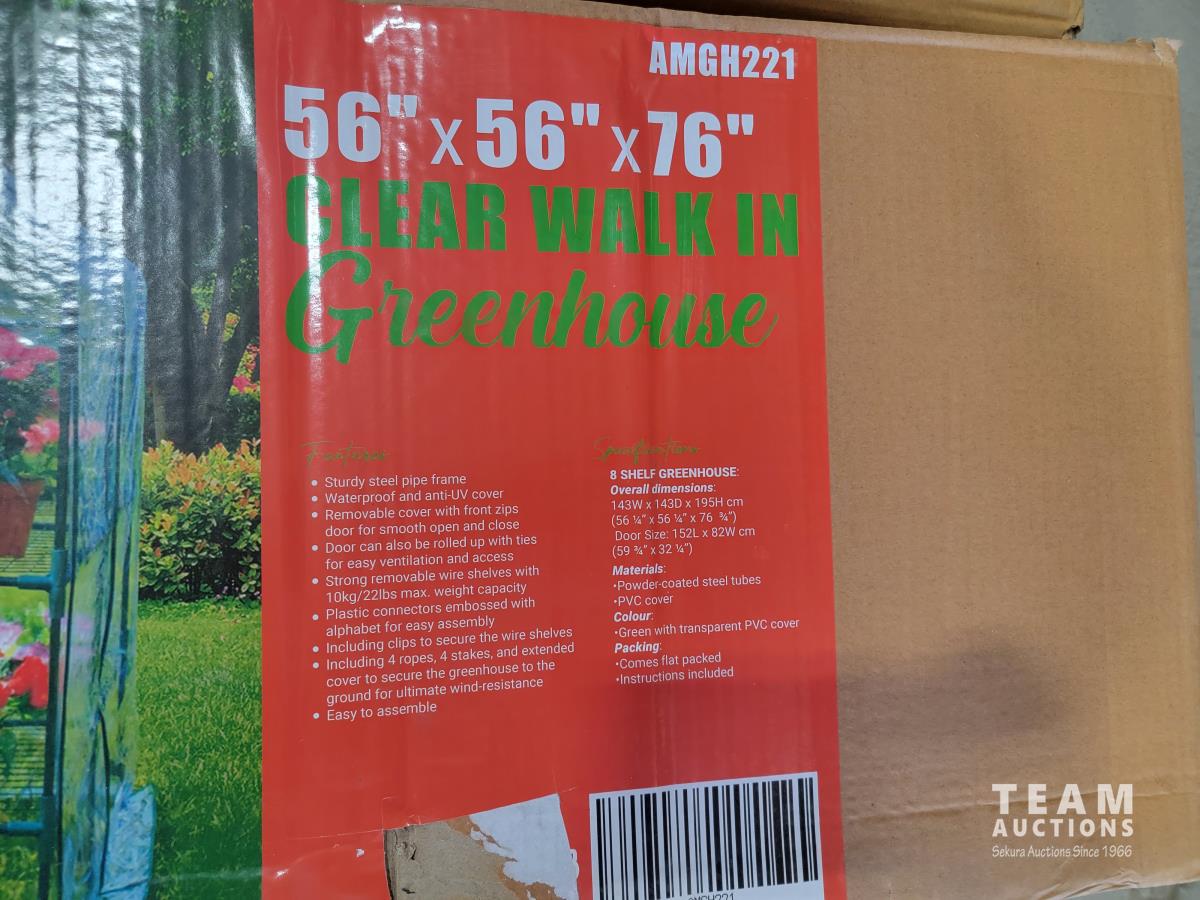 AMGH221
56" x 56" x 76"
CLEAR WALK IN
Greenhouse
Features
• Sturdy steel pipe frame
• Waterproof and anti-UV cover
• Removable cover with front zips
door for smooth open and close
• Door can also be rolled up with ties
for easy ventilation and access
• Strong removable wire shelves with
10kg/22lbs max. weight capacity
• Plastic connectors embossed with
alphabet for easy assembly
• Including clips to secure the wire shelves
• Including 4 ropes, 4 stakes, and extended
cover to secure the greenhouse to the
ground for ultimate wind-resistance
• Easy to assemble
Specifications
8 SHELF GREENHOUSE:
Overall dimensions:
143W x 143D x 195H cm
(56 ¼" x 56 ¼" x 76 ¾")
Door Size: 152L x 82W cm
(59 ¾" x 32 ¼")
Materials:
•Powder-coated steel tubes
•PVC cover
Colour:
•Green with transparent PVC cover
Packing:
•Comes flat packed
•Instructions included
AMGH221
TEAM
AUCTIONS
Sekura Auctions Since 1966